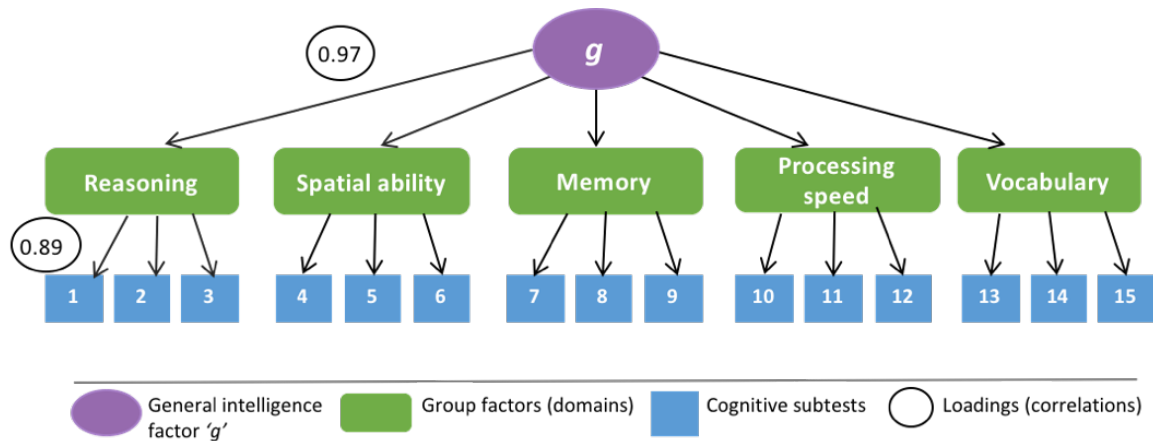 g
0.97
Reasoning
Spatial ability
Memory
Processing
speed
Vocabulary
0.89
1 2 3 4 5 6 7 8 9 10 11 12 13 14 15
General intelligence
factor ‘g’
Group factors (domains)
Cognitive subtests
Loadings (correlations)